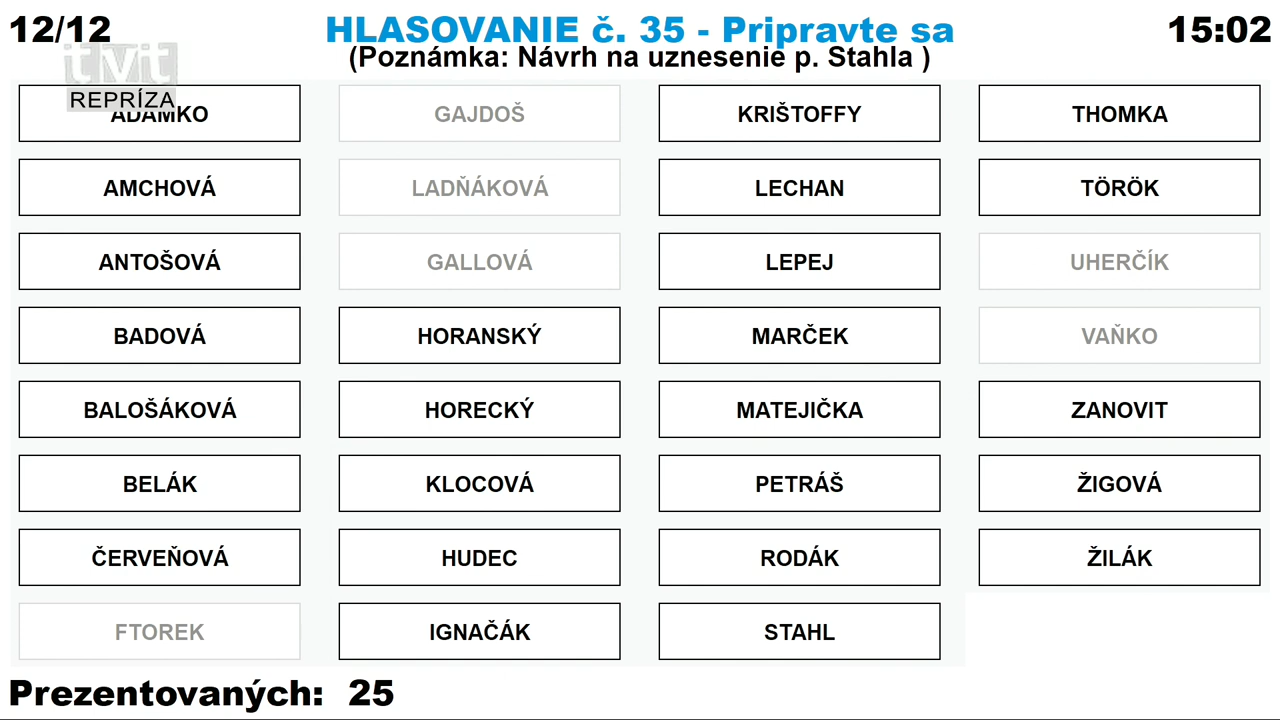 12/12 HLASOVANIE č. 35 - Pripravte sa 15:02
(Poznámka: Návrh na uznesenie p. Stahla )
tvit
REPRÍZA
ADAMKO GAJDOŠ KRIŠTOFFY THOMKA
AMCHOVÁ LADŇÁKOVÁ LECHAN TÖRÖK
ANTOŠOVÁ GALLOVÁ LEPEJ UHERČÍK
BADOVÁ HORANSKÝ MARČEK VAŇKO
BALOŠÁKOVÁ HORECKÝ MATEJIČKA ZANOVIT
BELÁK KLOCOVÁ PETRÁŠ ŽIGOVÁ
ČERVEŇOVÁ HUDEC RODÁK ŽILÁK
FTOREK IGNAČÁK STAHL
Prezentovaných: 25